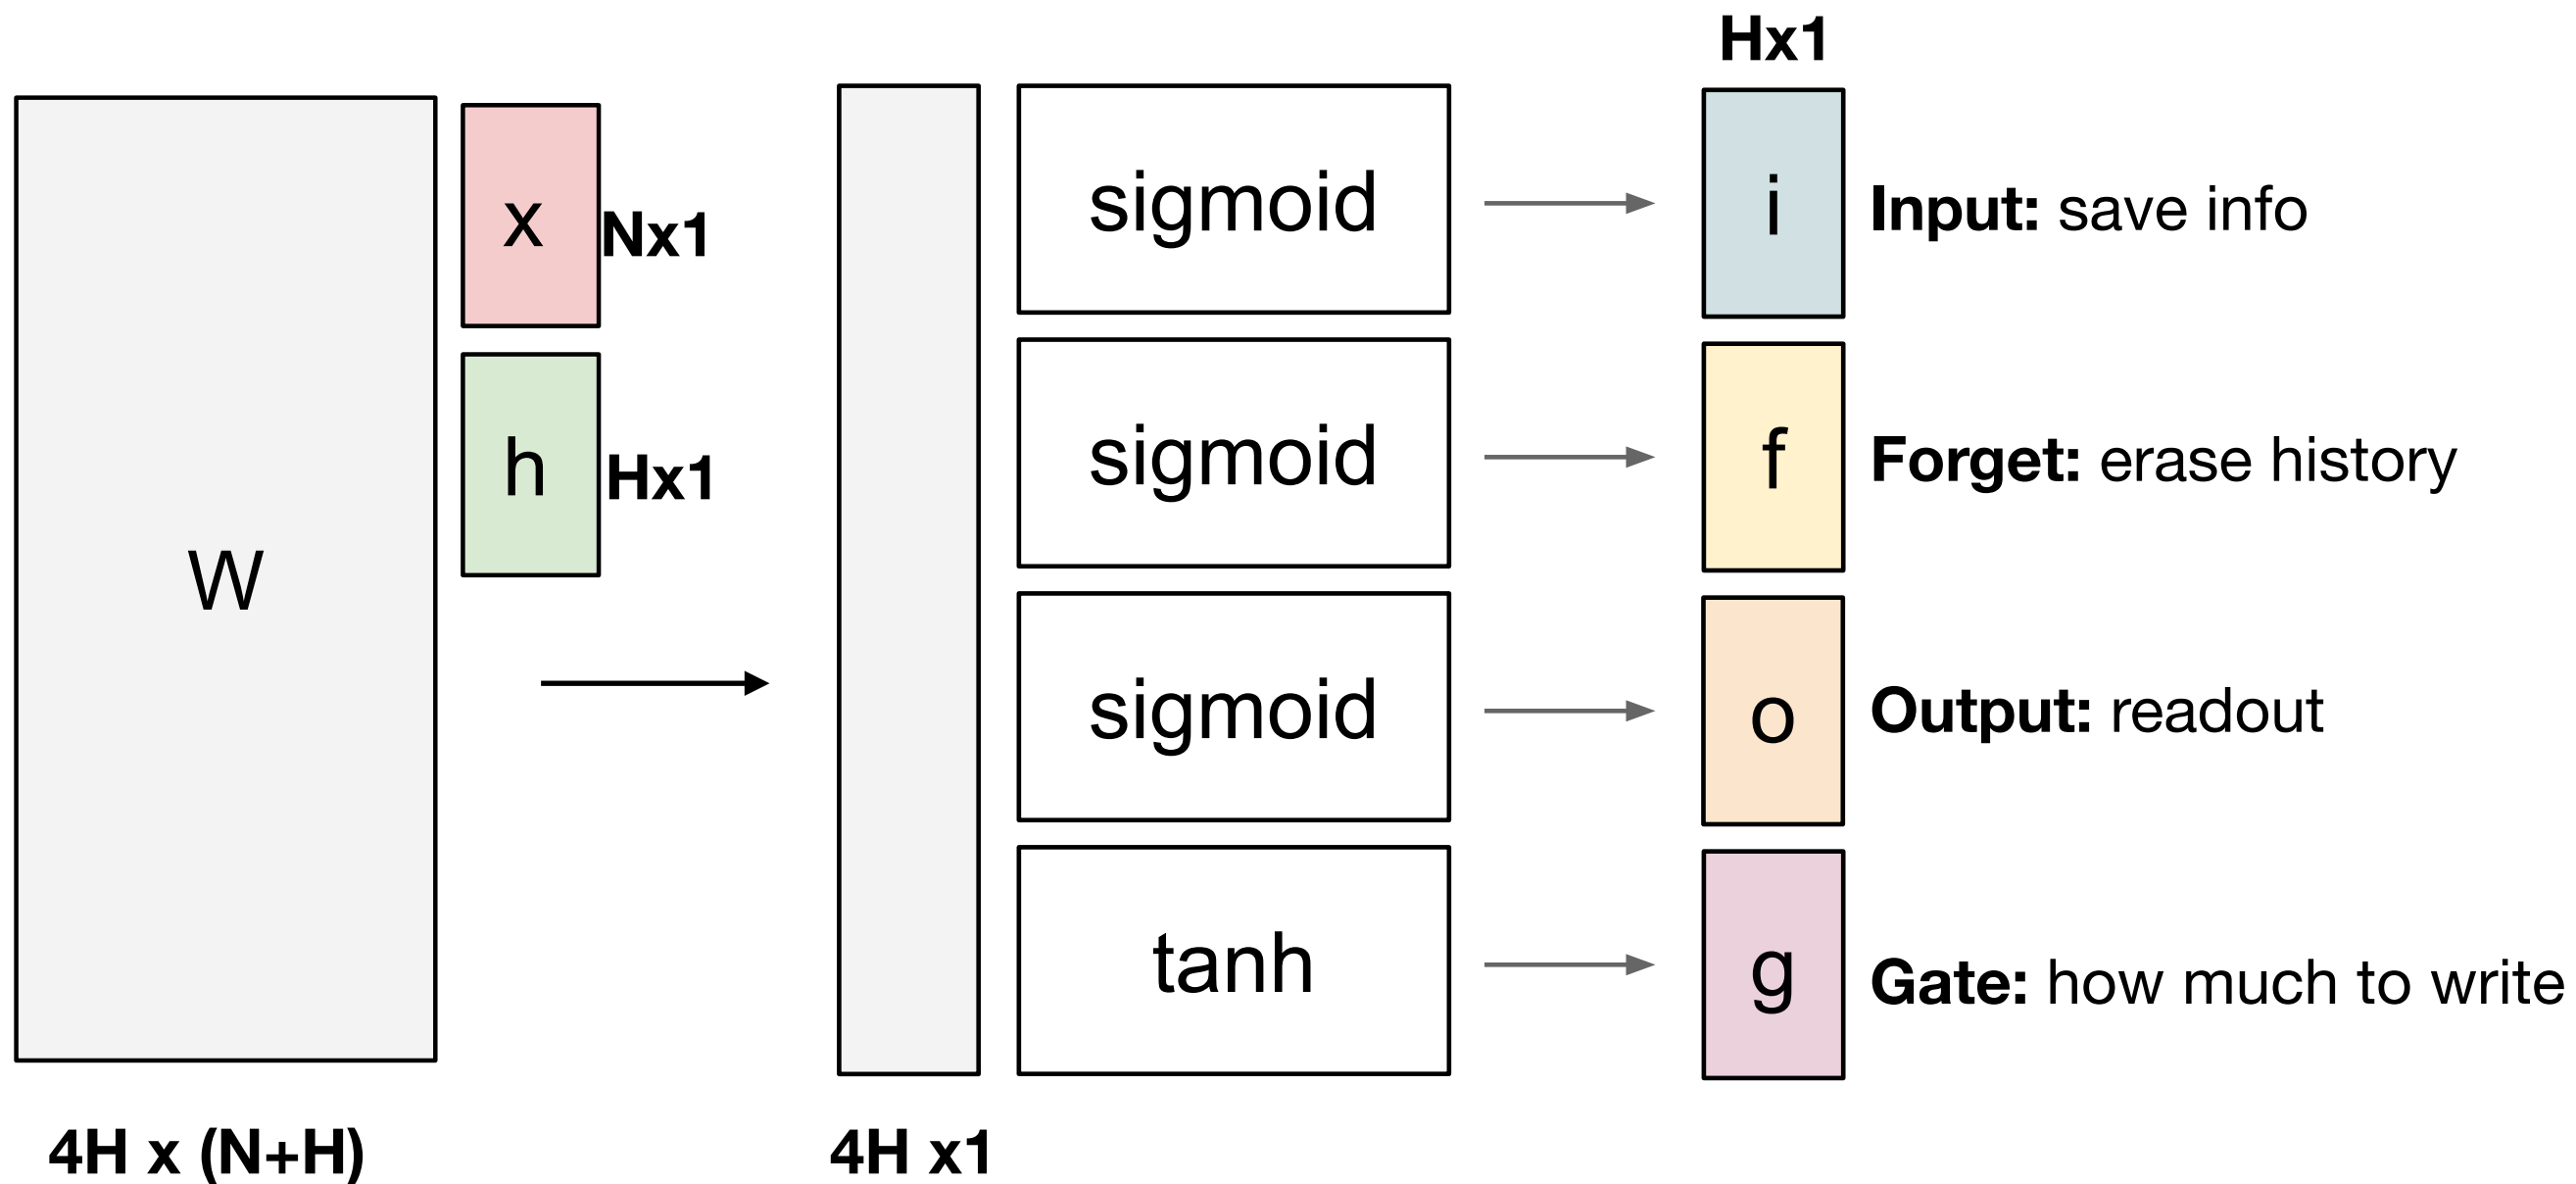 Hx1
W
x
Nx1
h
Hx1
sigmoid
i
Input: save info
sigmoid
f
Forget: erase history
sigmoid
o
Output: readout
tanh
g
Gate: how much to write
4H x (N+H)
4H x1